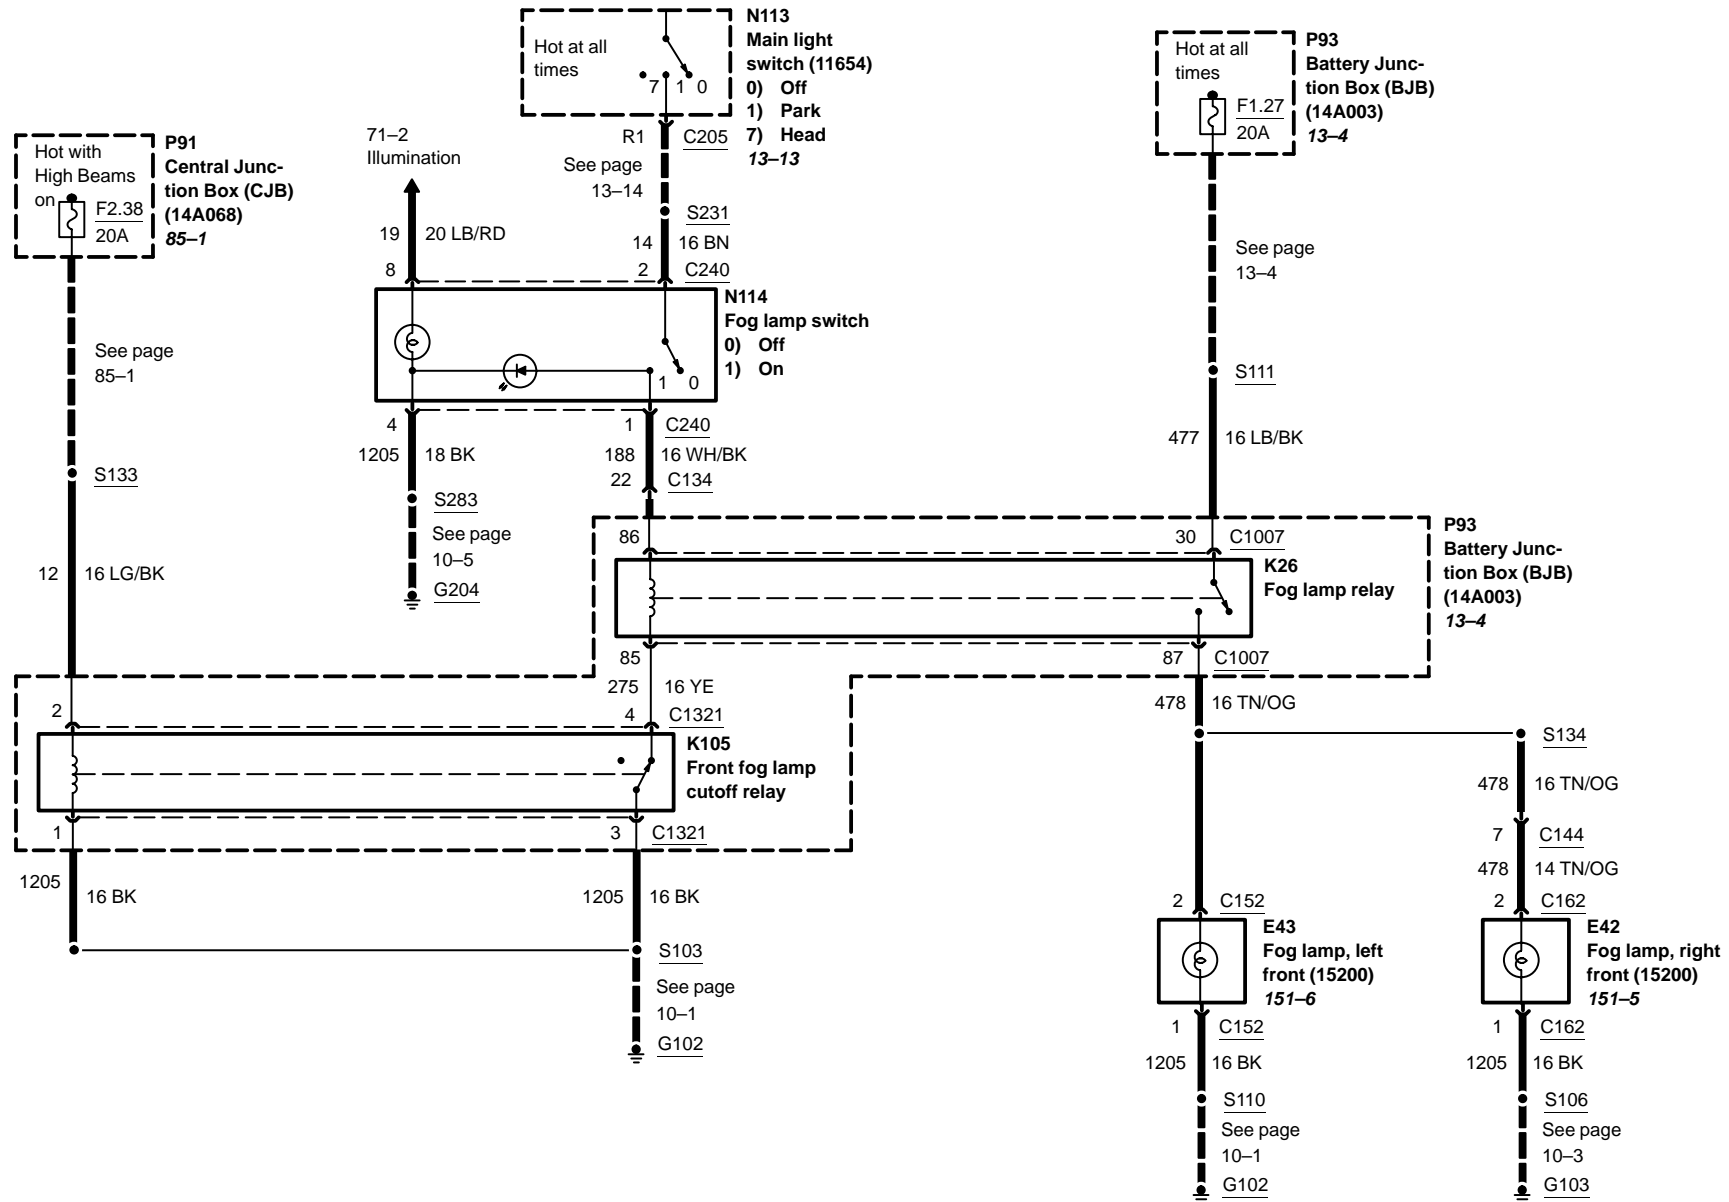 N113
Main light
switch (11654)
0) Off
1) Park
7) Head
13–13
Hot at all
times
7 1 0
R1
C205
See page
13–14
S231
14
16 BN
2
C240
P93
Battery Junc-
tion Box (BJB)
(14A003)
13–4
Hot at all
times
F1.27
20A
See page
13–4
S111
477
16 LB/BK
P91
Central Junc-
tion Box (CJB)
(14A068)
85–1
Hot with
High Beams
on
F2.38
20A
See page
85–1
S133
12
16 LG/BK
71–2
Illumination
19
20 LB/RD
8
N114
Fog lamp switch
0) Off
1) On
1 0
4
1205
18 BK
S283
See page
10–5
G204
1
C240
188
16 WH/BK
22
C134
86
30
C1007
K26
Fog lamp relay
P93
Battery Junc-
tion Box (BJB)
(14A003)
13–4
85
87
C1007
275
16 YE
478
16 TN/OG
2
4
C1321
K105
Front fog lamp
cutoff relay
1
3
C1321
1205
16 BK
1205
16 BK
S103
See page
10–1
G102
S134
478
16 TN/OG
7
C144
478
14 TN/OG
2
C152
E43
Fog lamp, left
front (15200)
151–6
1
C152
1205
16 BK
S110
See page
10–1
G102
2
C162
E42
Fog lamp, right
front (15200)
151–5
1
C162
1205
16 BK
S106
See page
10–3
G103